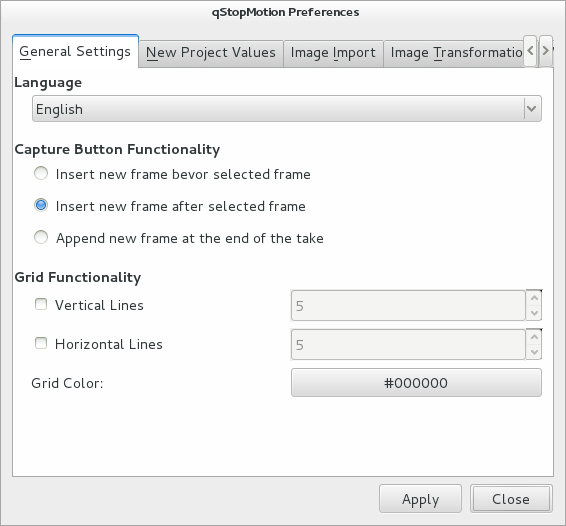 qStopMotion Preferences
General Settings New Project Values Image Import Image Transformatio
Language
English
Capture Button Functionality
Insert new frame bevor selected frame
Insert new frame after selected frame
Append new frame at the end of the take
Grid Functionality
Vertical Lines 5
Horizontal Lines 5
Grid Color: #000000
Apply Close